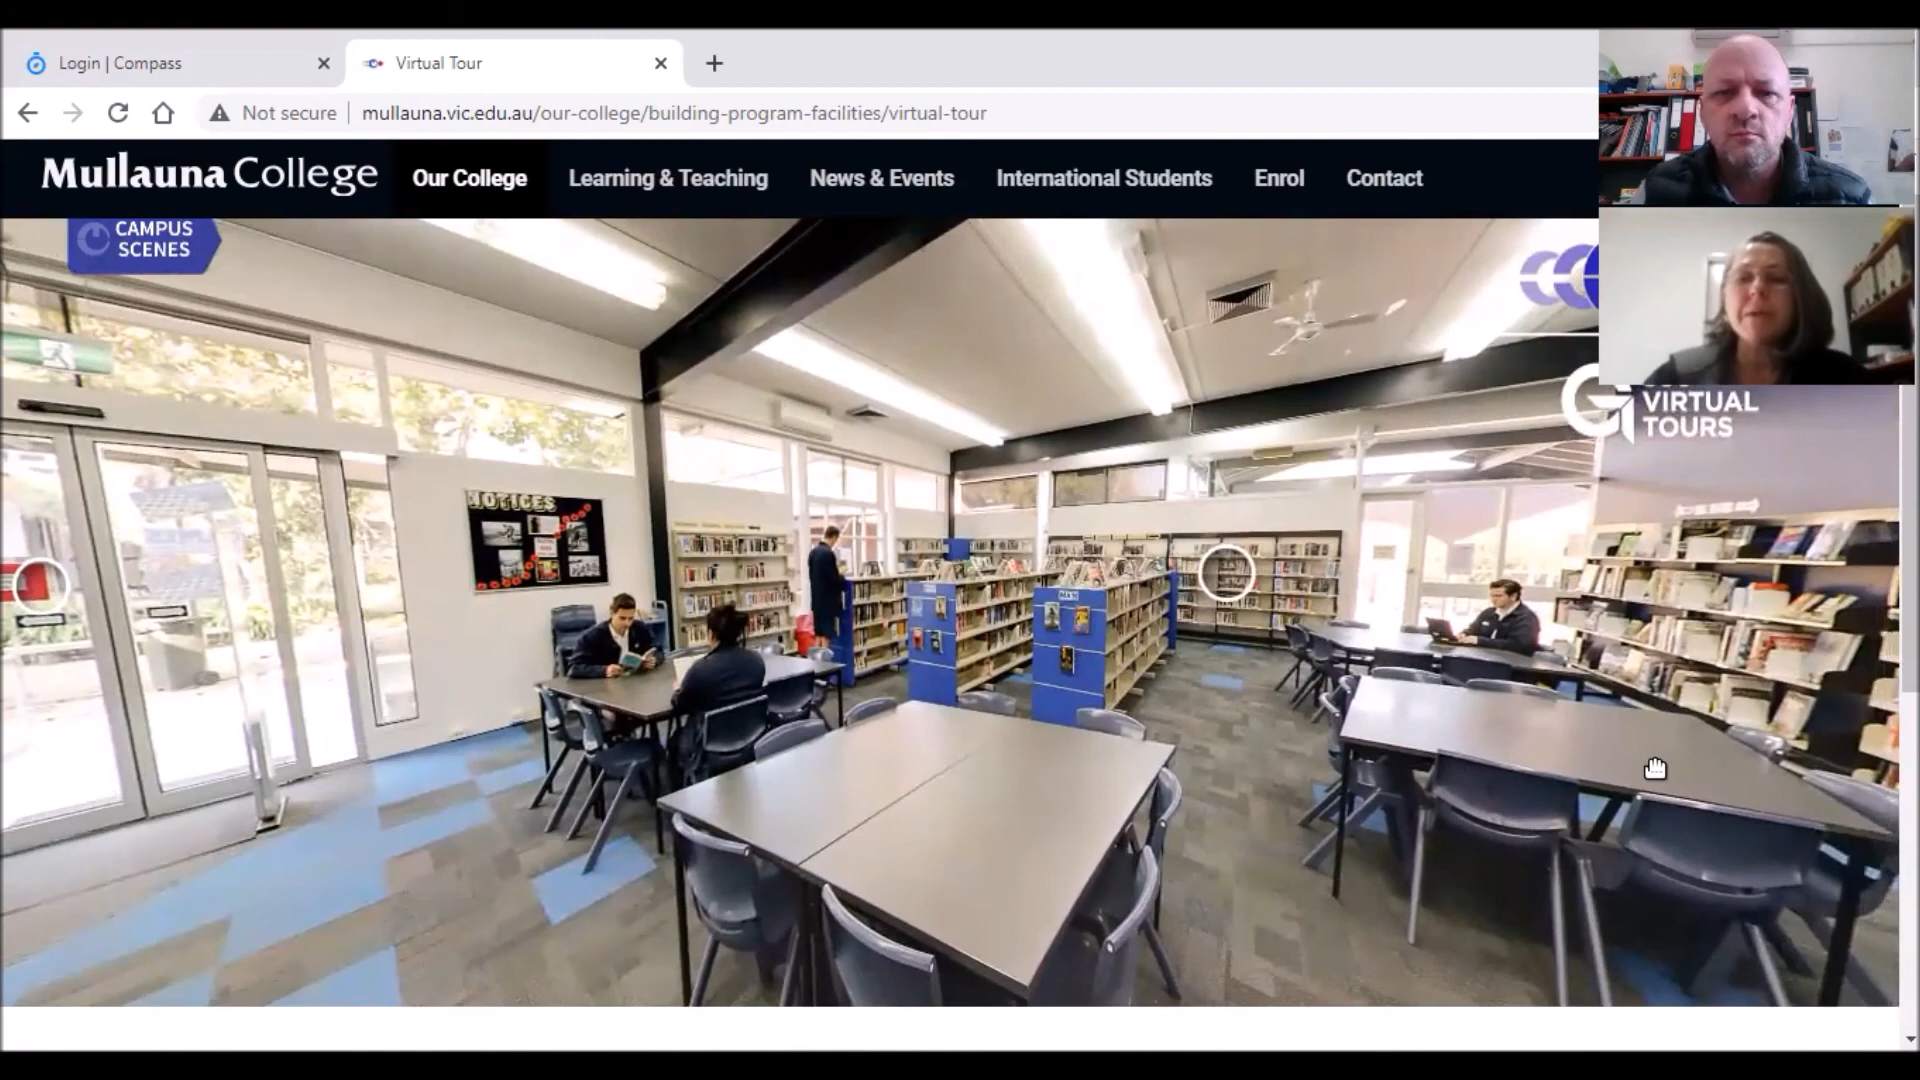 Login | Compass
Virtual Tour
Not secure
mullauna.vic.edu.au/our-college/building-program-facilities/virtual-tour
Mullauna College
Our College
Learning & Teaching
News & Events
International Students
Enrol
Contact
CAMPUS
SCENES
VIRTUAL
TOURS
NOTICES